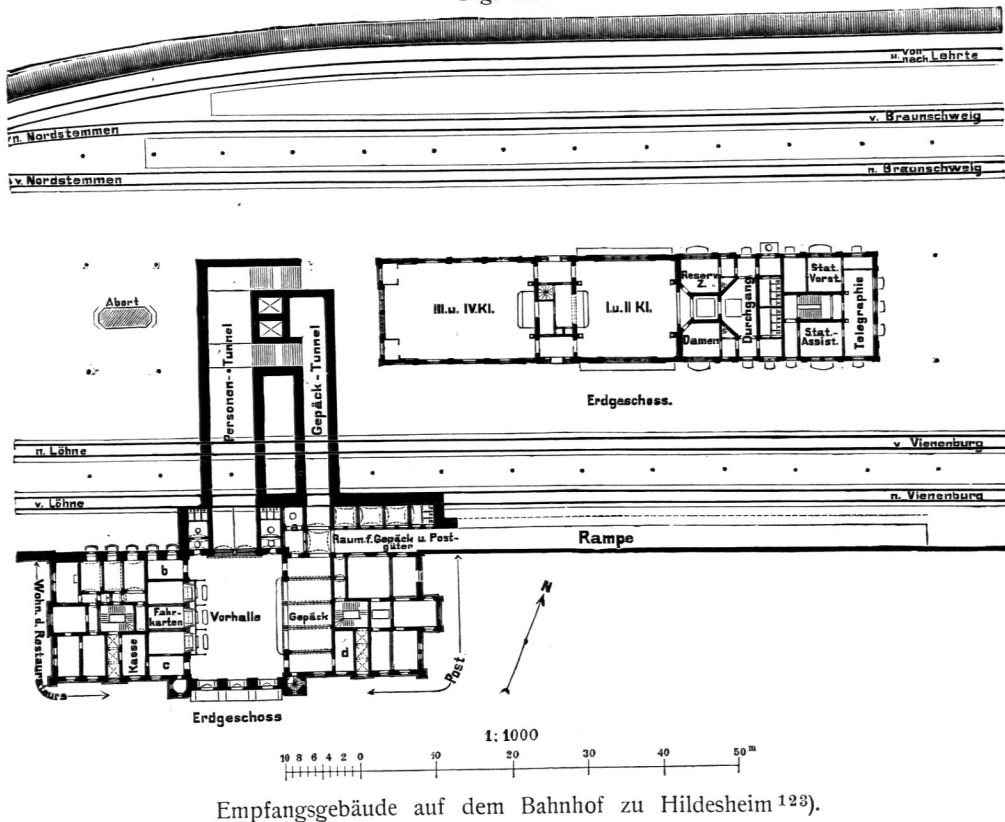 u. von
nach Lehrte
v. Braunschweig
n. Nordstemmen
v. Nordstemmen
n. Braunschweig
Abort
III.u. IV.Kl.
I.u.II Kl.
Reserv.
Z.
Damen
Durchgang
Stat.
Vorst.
Stat.-
Assist.
Telegraphie
Erdgeschoss.
Personen-Tunnel
Gepäck-Tunnel
n. Löhne
v Vienenburg
v. Löhne
n. Vienenburg
a
Raum.f.Gepäck u. Post-
güter
Rampe
Wohn. d. Restaurateurs
b
Fahr-
karten
Kasse
c
Vorhalle
Gepäck
d
Post
N
Erdgeschoss
1:1000
10 8 6 4 2 0 10 20 30 40 50 m
Empfangsgebäude auf dem Bahnhof zu Hildesheim 123).